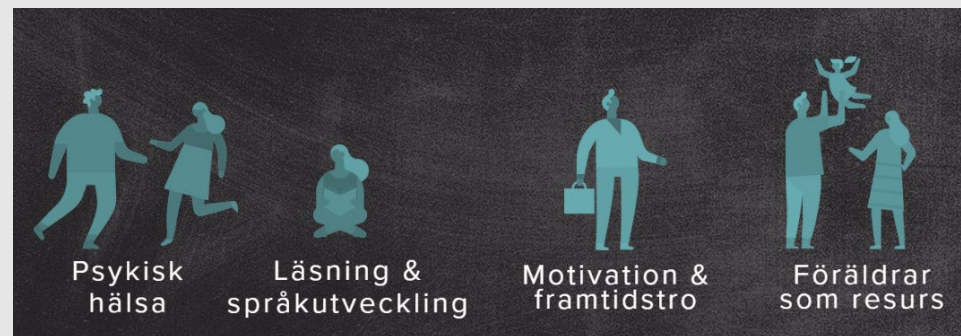 Psykisk
hälsa
Läsning &
språkutveckling
Motivation &
framtidstro
Föräldrar
som resurs